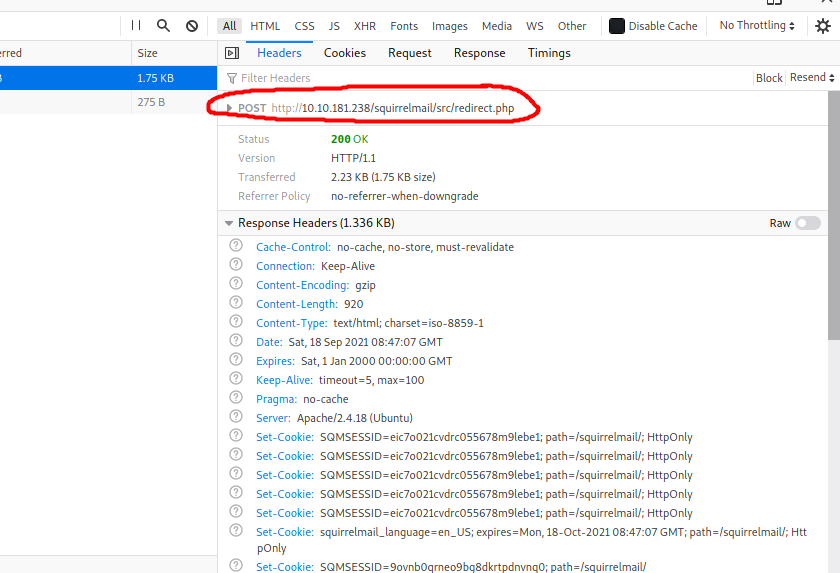 All HTML CSS JS XHR Fonts Images Media WS Other Disable Cache No Throttling
Size Headers Cookies Request Response Timings
1.75 KB Filter Headers Block Resend
275 B POST http://10.10.181.238/squirrelmail/src/redirect.php
Status 200 OK
Version HTTP/1.1
Transferred 2.23 KB (1.75 KB size)
Referrer Policy no-referrer-when-downgrade
Response Headers (1.336 KB) Raw
Cache-Control: no-cache, no-store, must-revalidate
Connection: Keep-Alive
Content-Encoding: gzip
Content-Length: 920
Content-Type: text/html; charset=iso-8859-1
Date: Sat, 18 Sep 2021 08:47:07 GMT
Expires: Sat, 1 Jan 2000 00:00:00 GMT
Keep-Alive: timeout=5, max=100
Pragma: no-cache
Server: Apache/2.4.18 (Ubuntu)
Set-Cookie: SQMSESSID=eic7o021cvdrc055678m9lebe1; path=/squirrelmail/; HttpOnly
Set-Cookie: SQMSESSID=eic7o021cvdrc055678m9lebe1; path=/squirrelmail/; HttpOnly
Set-Cookie: SQMSESSID=eic7o021cvdrc055678m9lebe1; path=/squirrelmail/; HttpOnly
Set-Cookie: SQMSESSID=eic7o021cvdrc055678m9lebe1; path=/squirrelmail/; HttpOnly
Set-Cookie: SQMSESSID=eic7o021cvdrc055678m9lebe1; path=/squirrelmail/; HttpOnly
Set-Cookie: squirrelmail_language=en_US; expires=Mon, 18-Oct-2021 08:47:07 GMT; path=/squirrelmail/; Htt
pOnly
Set-Cookie: SQMSESSID=9ovnb0qrneo9bq8dkrtpdnvnq0; path=/squirrelmail/